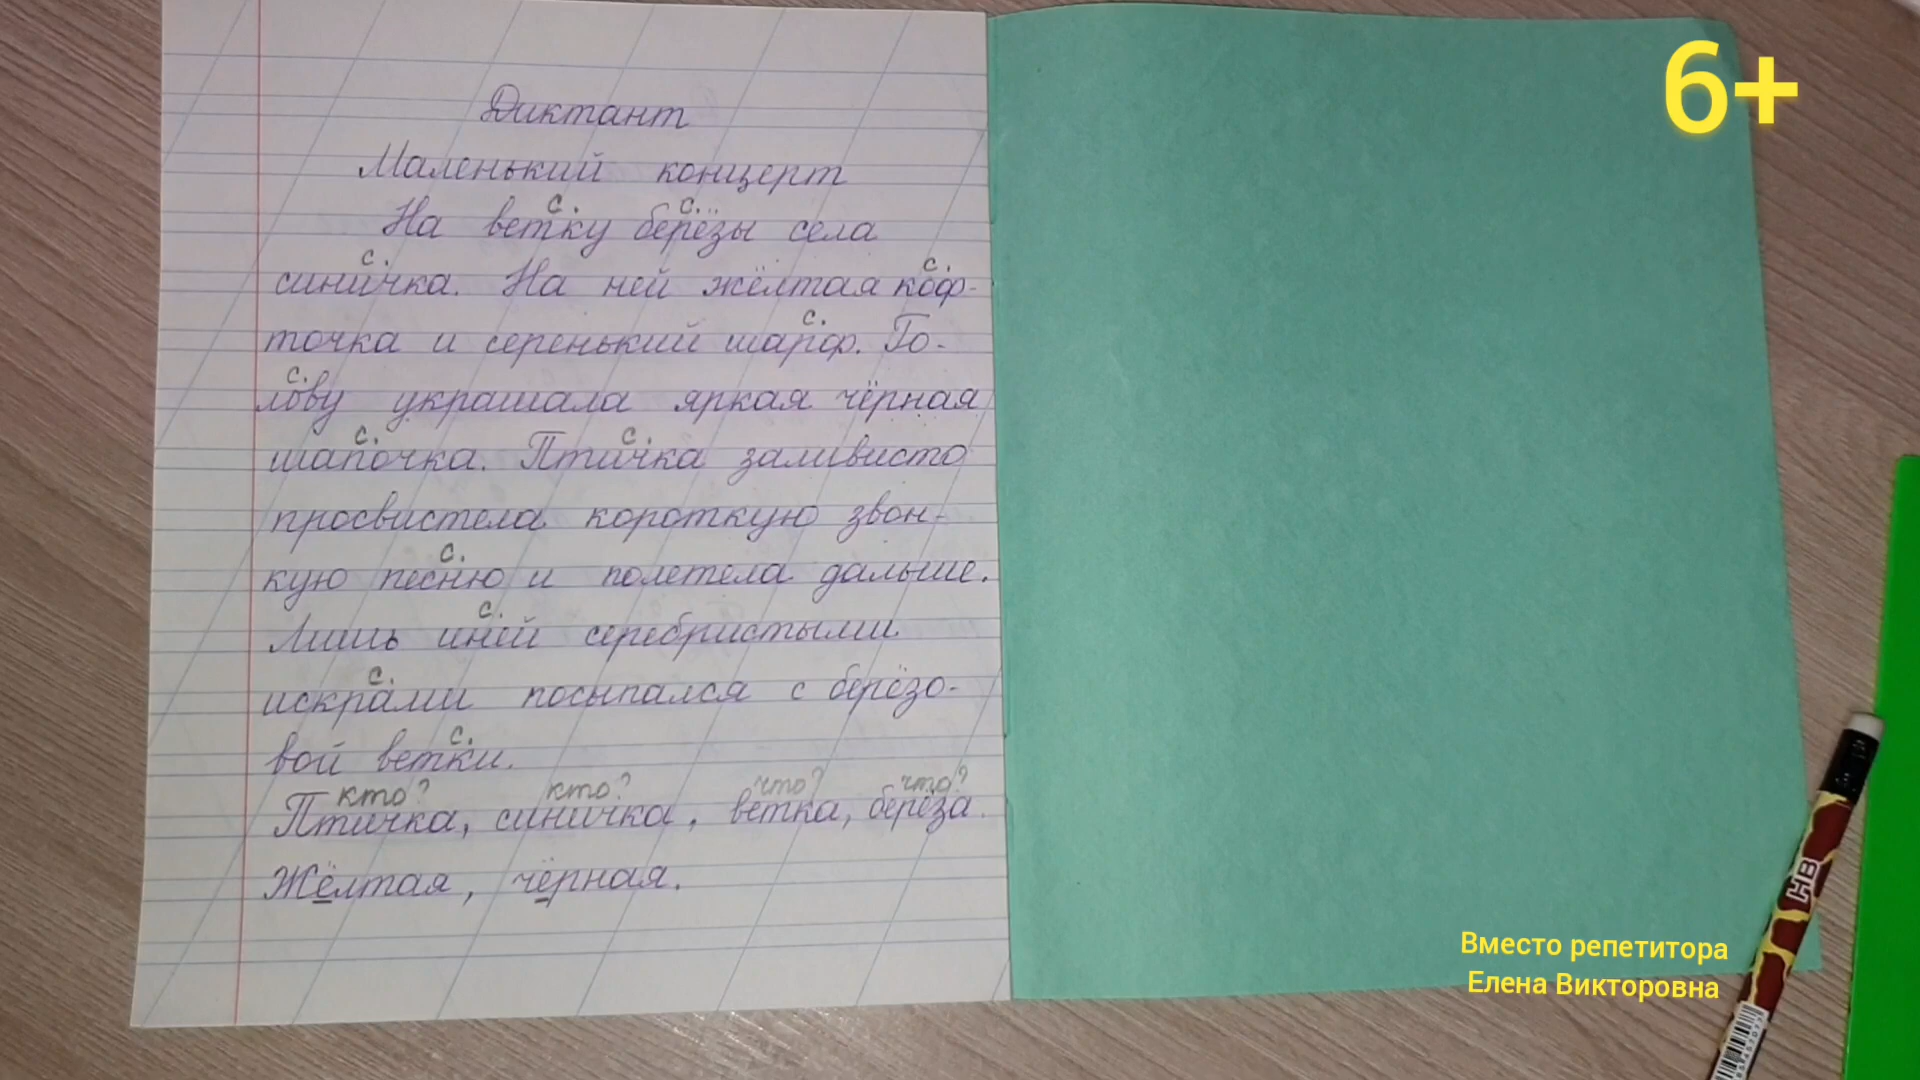 Диктант
Маленький концерт
с. с.
На ветку берёзы села
с. с.
синичка. На ней жёлтая коф-
с.
точка и серенький шарф. Го-
с.
лову украшала яркая чёрная
с. с.
шапочка. Птичка заливисто
просвистела короткую звон-
с.
кую песню и полетела дальше.
с.
Лишь иней серебристыми
с.
искрами посыпался с берёзо-
с.
вой ветки.
кто? кто? что? что?
Птичка, синичка, ветка, берёза.
Жёлтая, чёрная.
6+
Вместо репетитора
Елена Викторовна
HB